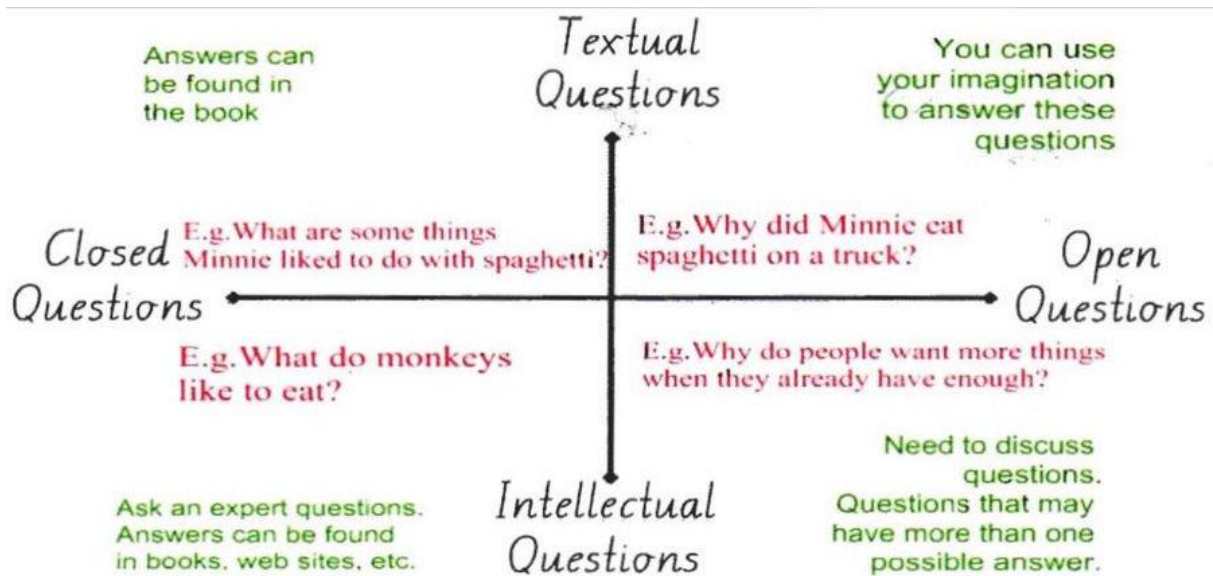 Textual
Questions
Answers can
be found in
the book
You can use
your imagination
to answer these
questions
Closed
Questions
E.g.What are some things
Minnie liked to do with spaghetti?
E.g.Why did Minnie eat
spaghetti on a truck?
Open
Questions
E.g.What do monkeys
like to eat?
E.g.Why do people want more things
when they already have enough?
Ask an expert questions.
Answers can be found
in books, web sites, etc.
Intellectual
Questions
Need to discuss
questions.
Questions that may
have more than one
possible answer.